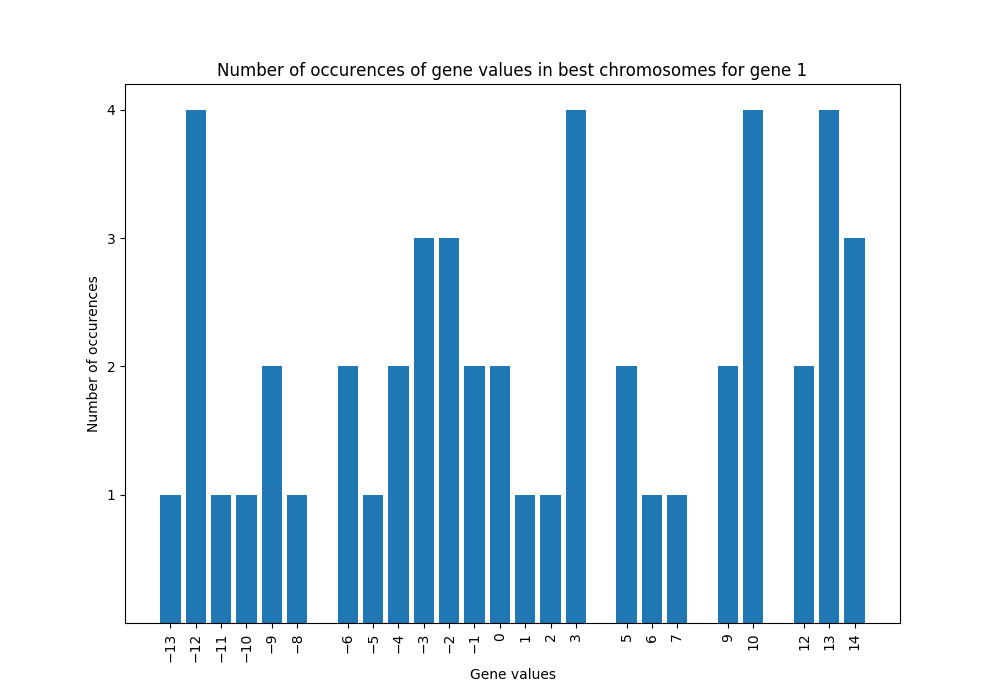 Number of occurences of gene values in best chromosomes for gene 1
4
3
2
1
Number of occurences
−13 −12 −11 −10 −9 −8 −6 −5 −4 −3 −2 −1 0 1 2 3 5 6 7 9 10 12 13 14
Gene values